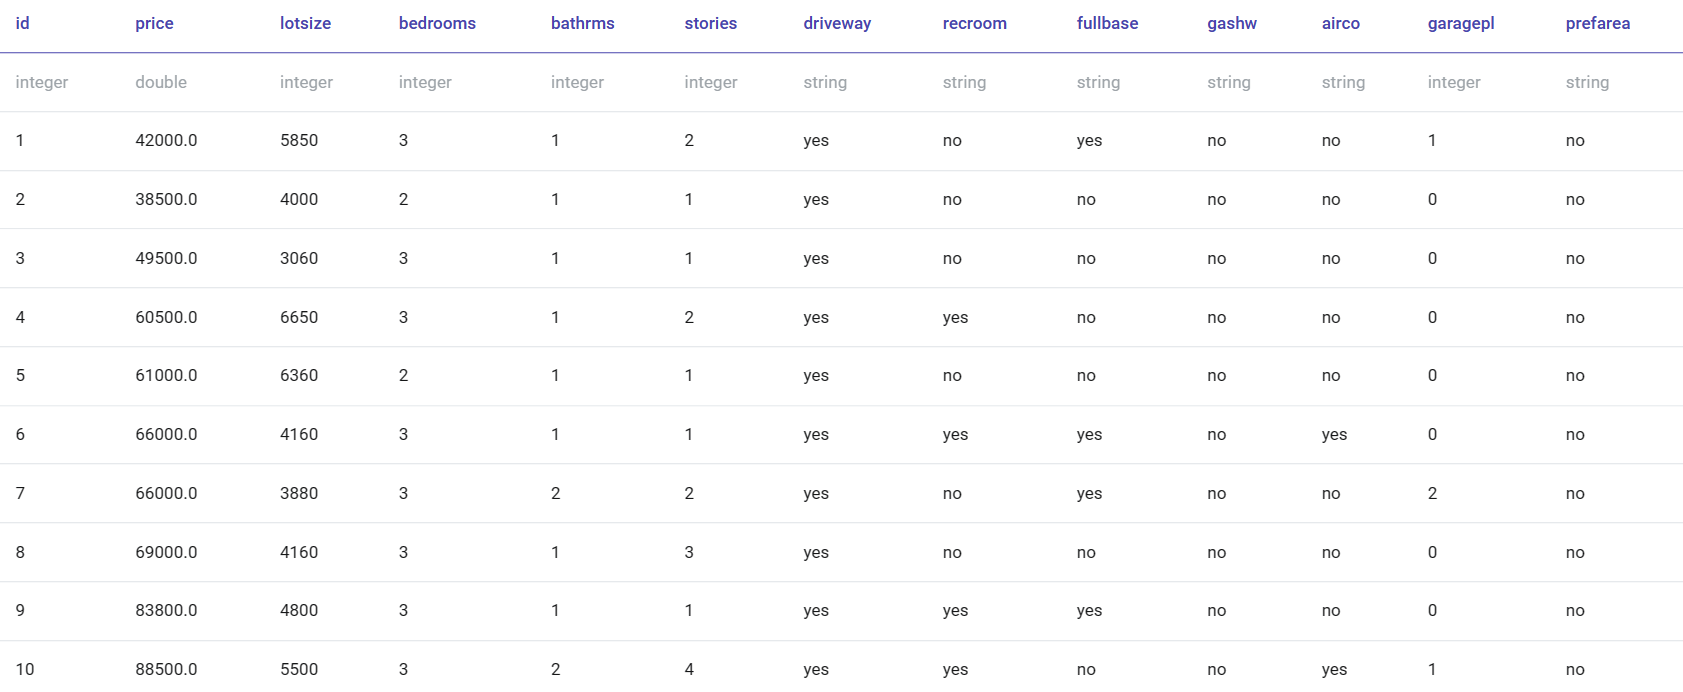 id price lotsize bedrooms bathrms stories driveway recroom fullbase gashw airco garagepl prefarea
integer double integer integer integer integer string string string string string integer string
1 42000.0 5850 3 1 2 yes no yes no no 1 no
2 38500.0 4000 2 1 1 yes no no no no 0 no
3 49500.0 3060 3 1 1 yes no no no no 0 no
4 60500.0 6650 3 1 2 yes yes no no no 0 no
5 61000.0 6360 2 1 1 yes no no no no 0 no
6 66000.0 4160 3 1 1 yes yes yes no yes 0 no
7 66000.0 3880 3 2 2 yes no yes no no 2 no
8 69000.0 4160 3 1 3 yes no no no no 0 no
9 83800.0 4800 3 1 1 yes yes yes no no 0 no
10 88500.0 5500 3 2 4 yes yes no no yes 1 no